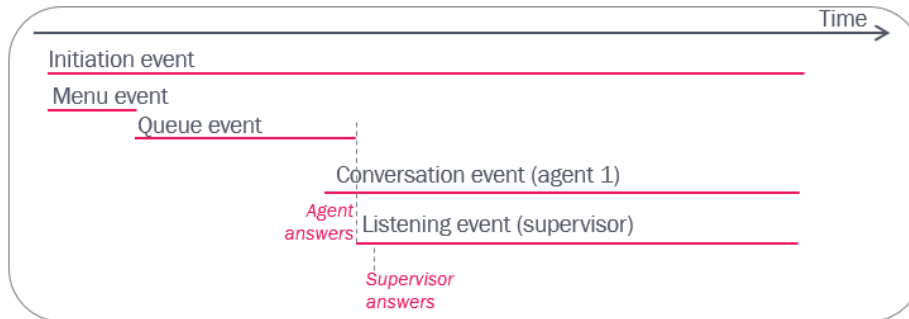 Time
Initiation event
Menu event
Queue event
Conversation event (agent 1)
Agent
answers
Listening event (supervisor)
Supervisor
answers